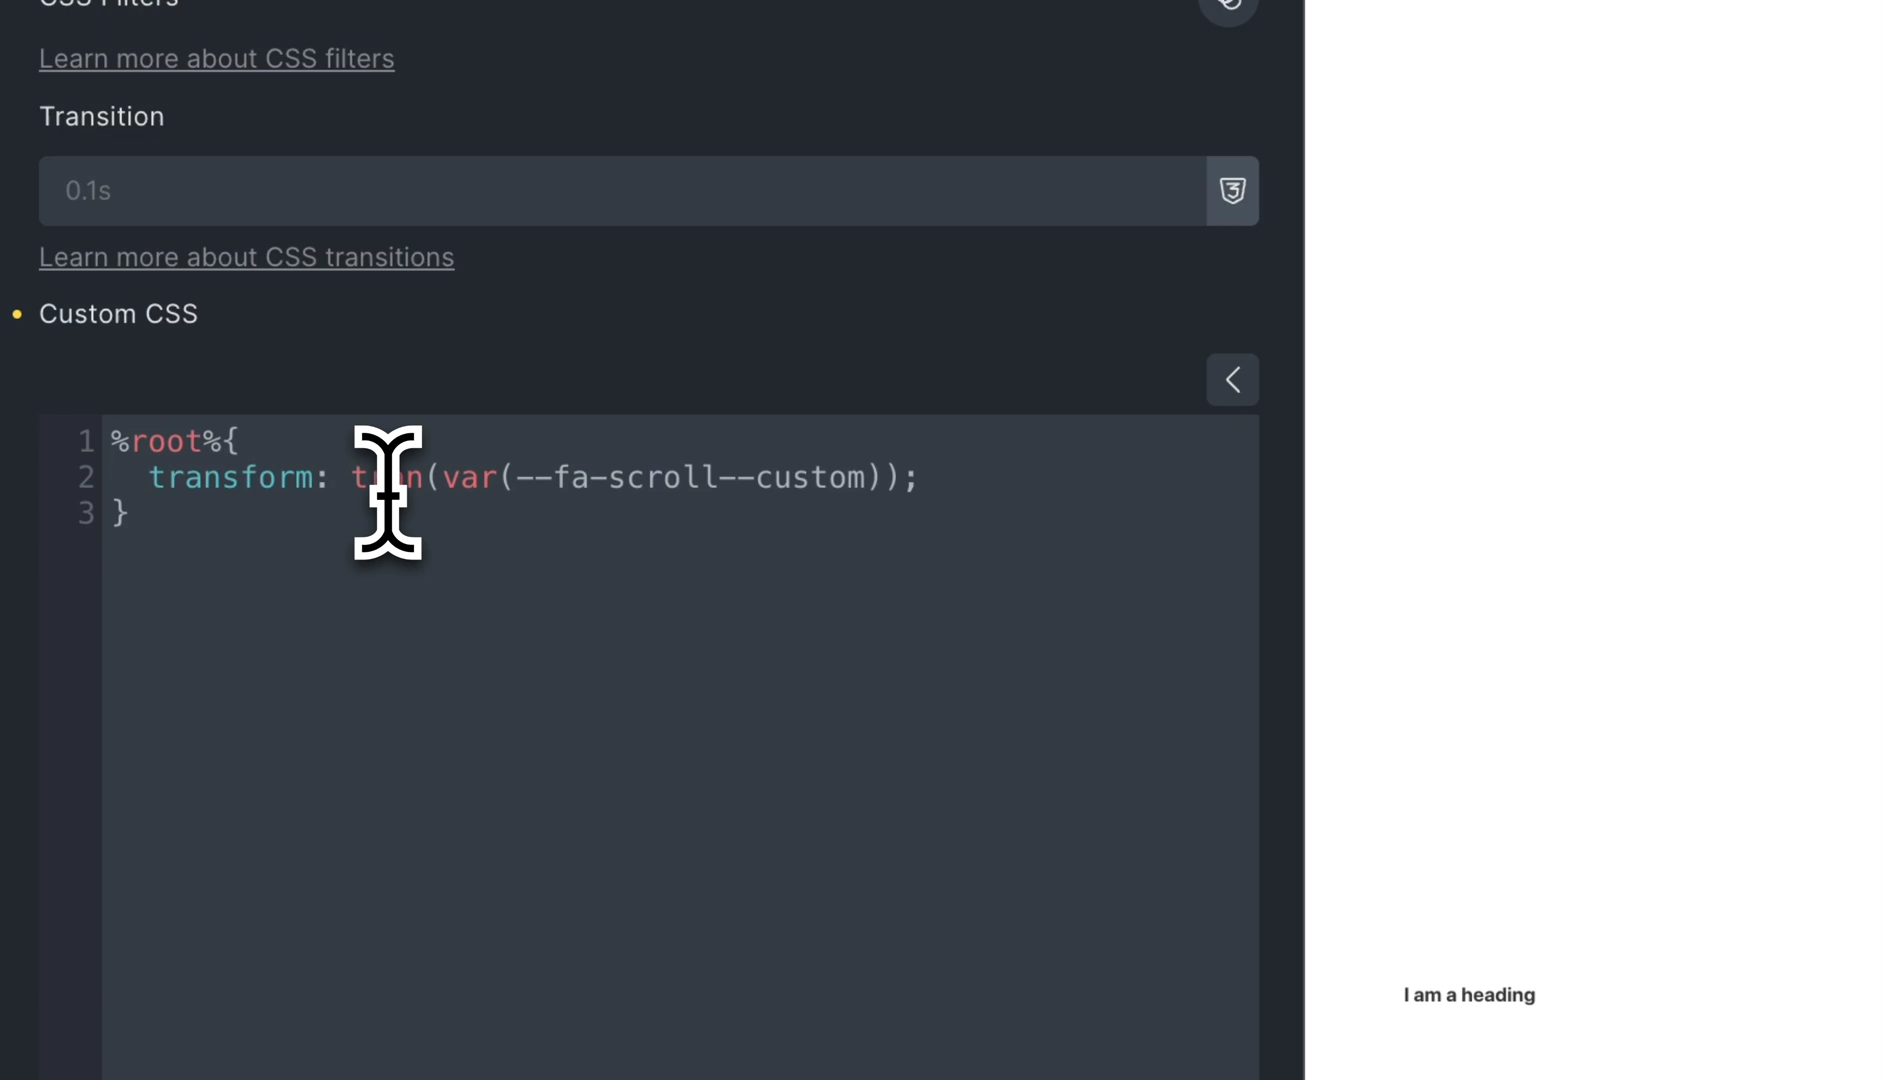 Learn more about CSS filters
Transition
0.1s
Learn more about CSS transitions
Custom CSS
1 %root%{
2 transform: tran(var(--fa-scroll--custom));
3 }
I am a heading